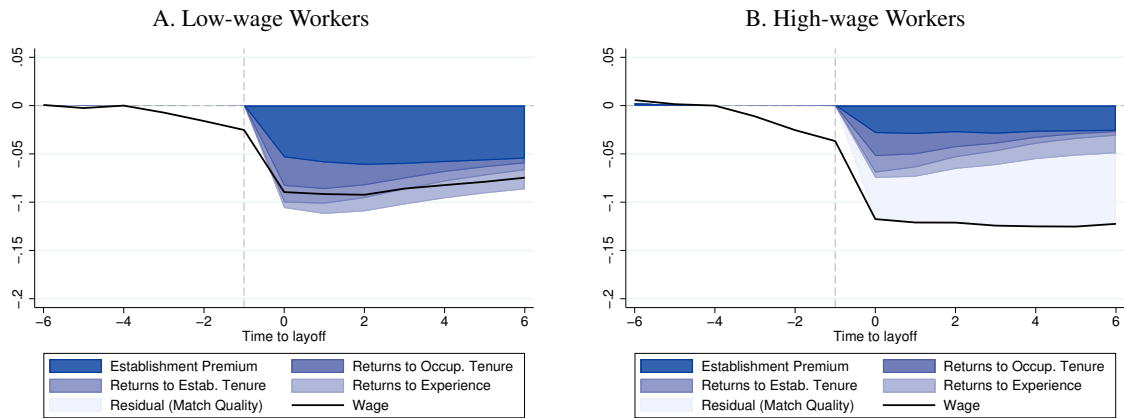 A. Low-wage Workers
.05
0
-.05
-.1
-.15
-.2
-6 -4 -2 0 2 4 6
Time to layoff
Establishment Premium Returns to Occup. Tenure
Returns to Estab. Tenure Returns to Experience
Residual (Match Quality) Wage
B. High-wage Workers
.05
0
-.05
-.1
-.15
-.2
-6 -4 -2 0 2 4 6
Time to layoff
Establishment Premium Returns to Occup. Tenure
Returns to Estab. Tenure Returns to Experience
Residual (Match Quality) Wage